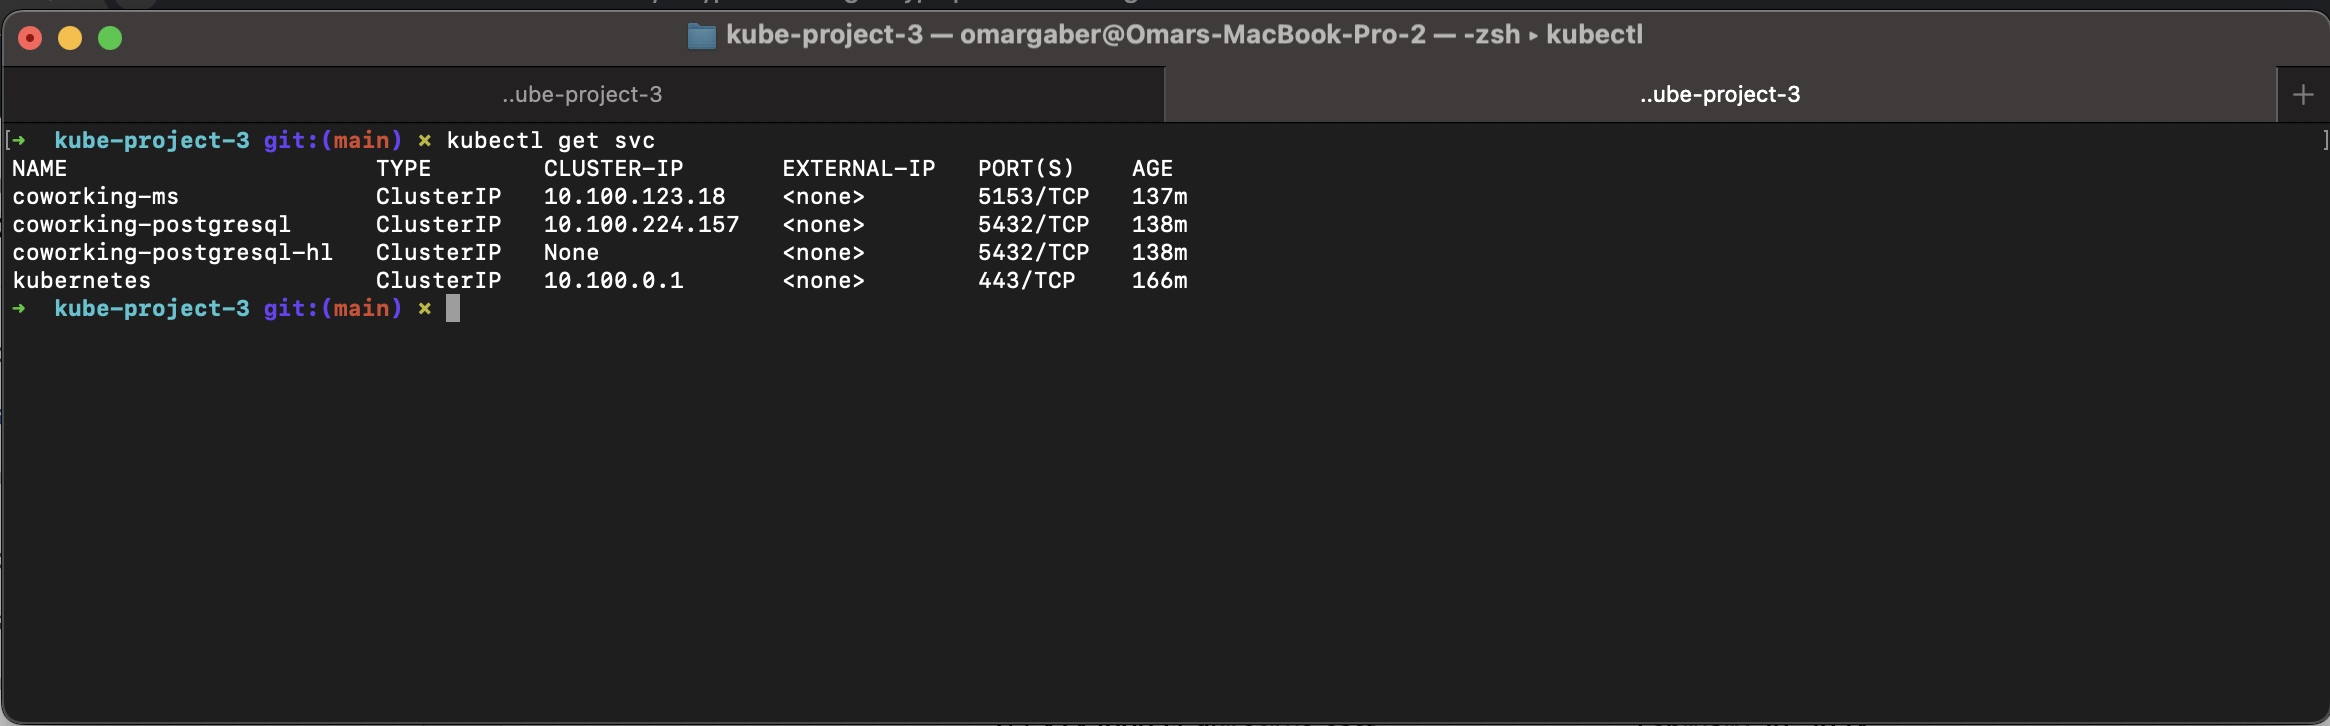 kube-project-3 — omargaber@Omars-MacBook-Pro-2 — -zsh ▸ kubectl
..ube-project-3
..ube-project-3
+
[➜  kube-project-3 git:(main) ✗ kubectl get svc ]
NAME                      TYPE        CLUSTER-IP       EXTERNAL-IP   PORT(S)    AGE
coworking-ms              ClusterIP   10.100.123.18    <none>        5153/TCP   137m
coworking-postgresql      ClusterIP   10.100.224.157   <none>        5432/TCP   138m
coworking-postgresql-hl   ClusterIP   None             <none>        5432/TCP   138m
kubernetes                ClusterIP   10.100.0.1       <none>        443/TCP    166m
➜  kube-project-3 git:(main) ✗